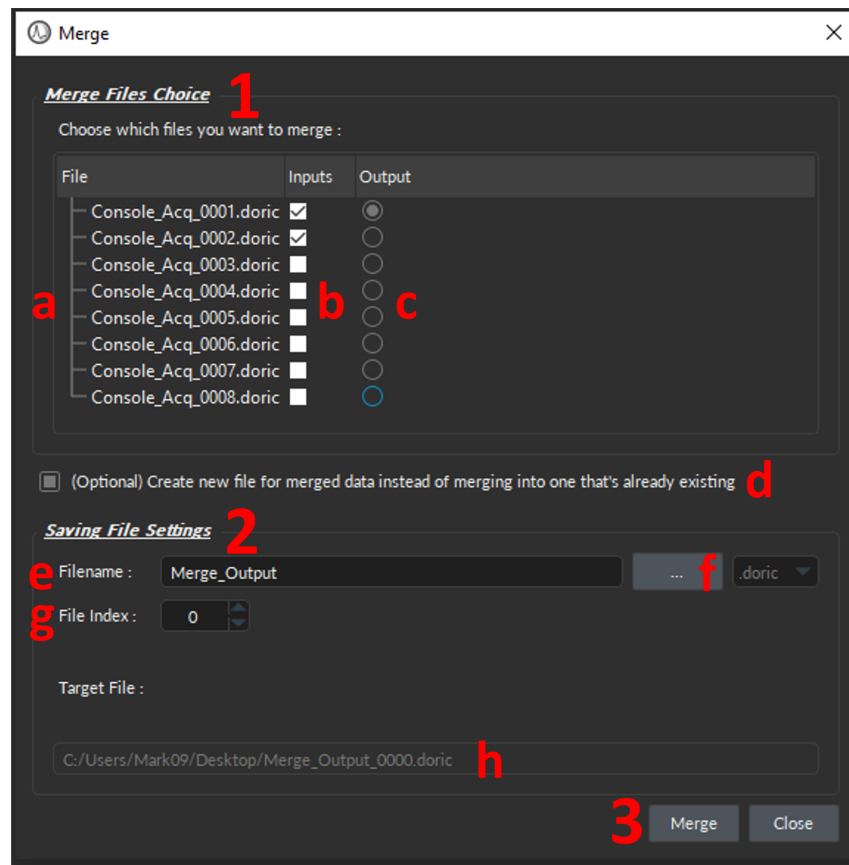 Merge
Merge Files Choice 1
Choose which files you want to merge :
File Inputs Output
Console_Acq_0001.doric
Console_Acq_0002.doric
Console_Acq_0003.doric
a Console_Acq_0004.doric b c
Console_Acq_0005.doric
Console_Acq_0006.doric
Console_Acq_0007.doric
Console_Acq_0008.doric
(Optional) Create new file for merged data instead of merging into one that's already existing d
Saving File Settings 2
e Filename : Merge_Output ... f .doric
g File Index : 0
Target File :
C:/Users/Mark09/Desktop/Merge_Output_0000.doric h
3 Merge Close